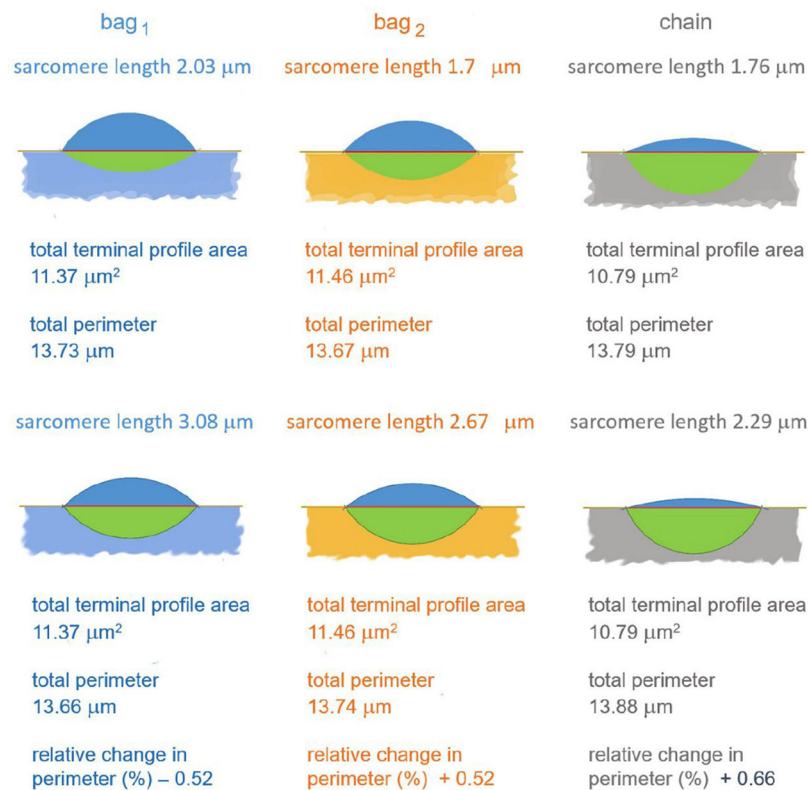 bag 1 bag 2 chain
sarcomere length 2.03 µm sarcomere length 1.7 µm sarcomere length 1.76 µm
total terminal profile area total terminal profile area total terminal profile area
11.37 µm² 11.46 µm² 10.79 µm²
total perimeter total perimeter total perimeter
13.73 µm 13.67 µm 13.79 µm
sarcomere length 3.08 µm sarcomere length 2.67 µm sarcomere length 2.29 µm
total terminal profile area total terminal profile area total terminal profile area
11.37 µm² 11.46 µm² 10.79 µm²
total perimeter total perimeter total perimeter
13.66 µm 13.74 µm 13.88 µm
relative change in relative change in relative change in
perimeter (%) – 0.52 perimeter (%) + 0.52 perimeter (%) + 0.66